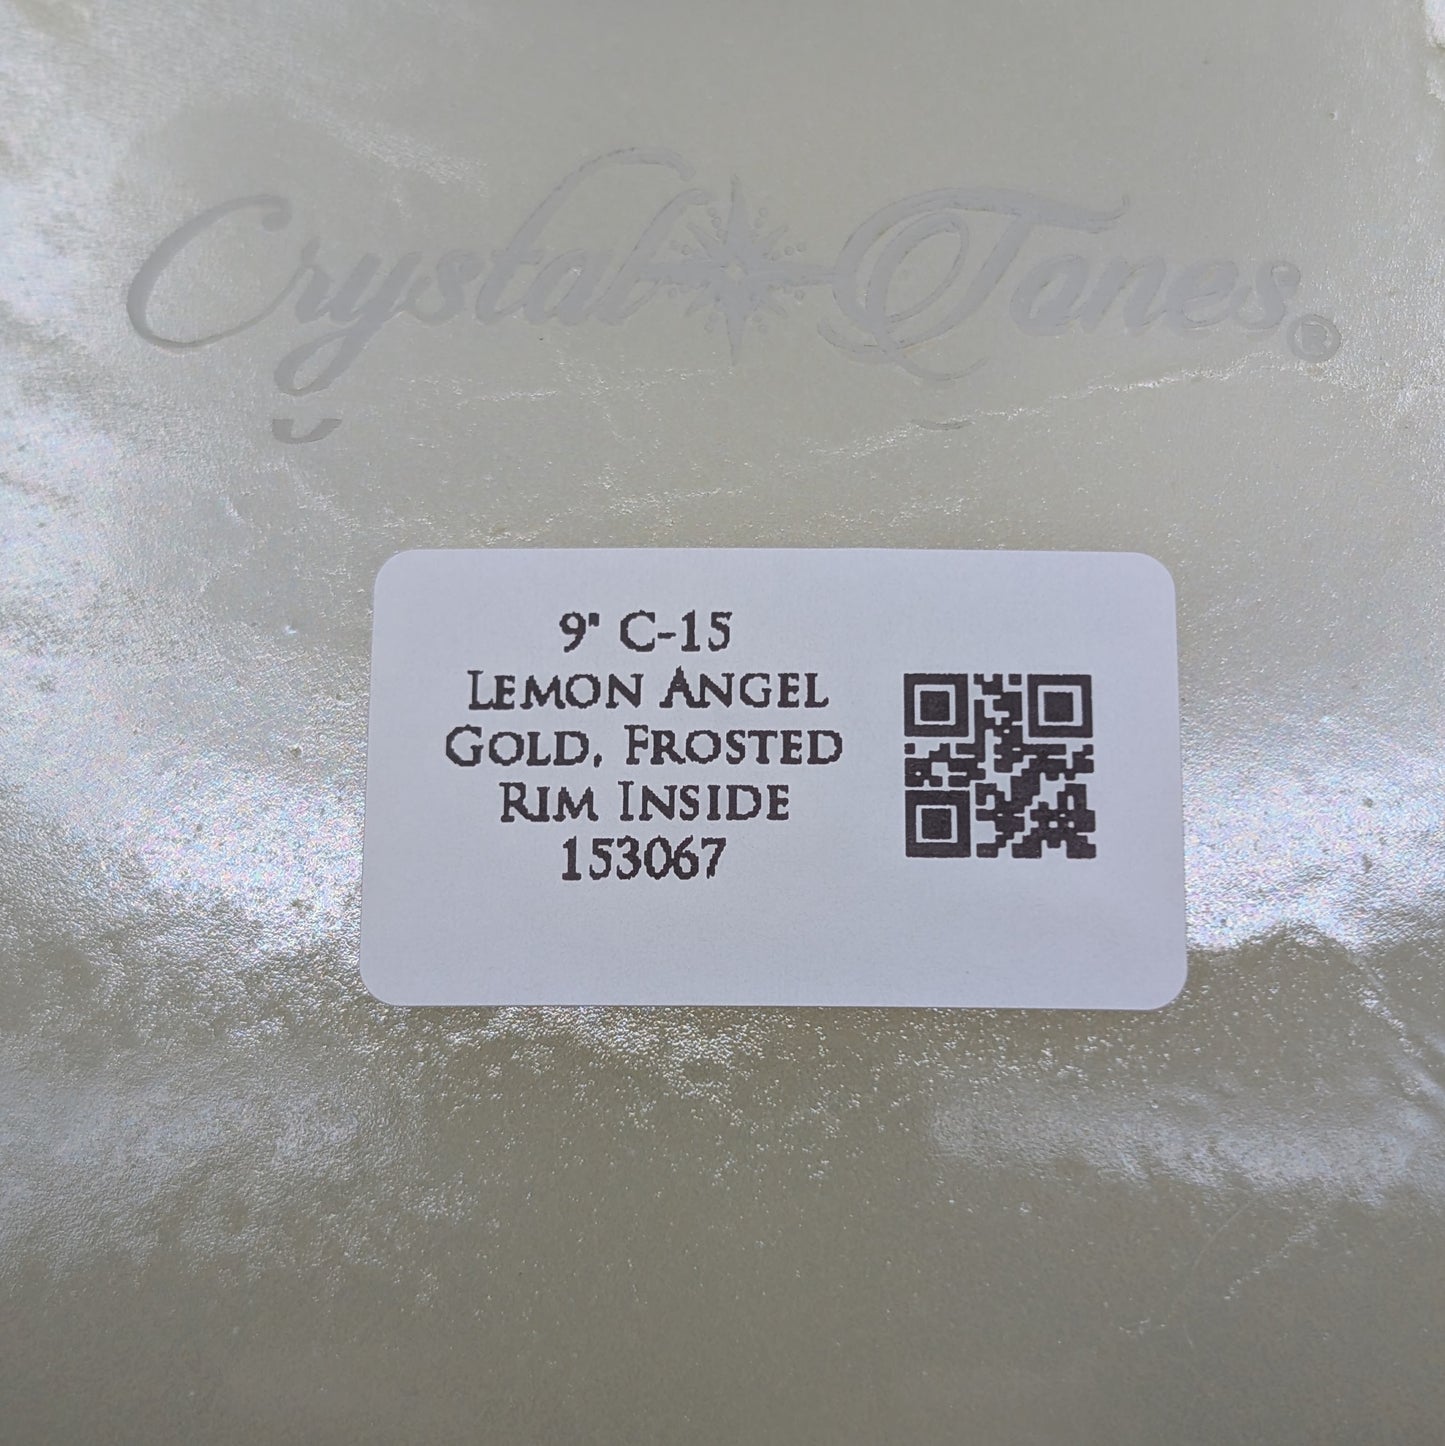 Crystal Tones®
9" C-15
Lemon Angel
Gold, Frosted
Rim Inside
153067